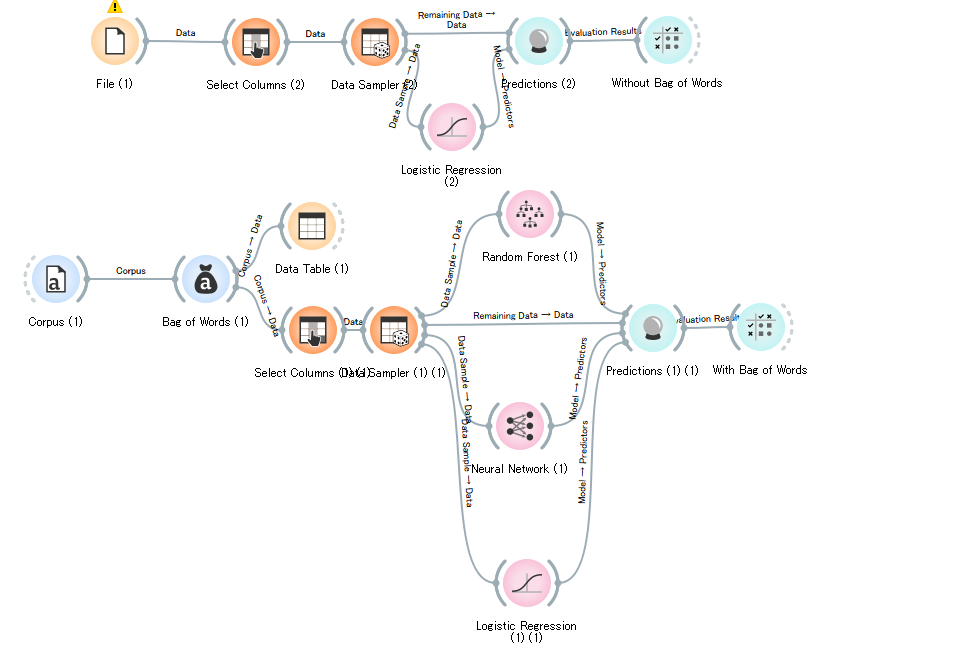 Remaining Data → Data
Data
Data
Evaluation Results
File (1)
Select Columns (2)
Data Sampler (2)
Data Sample → Data
Model → Predictors
Predictions (2)
Without Bag of Words
Logistic Regression
(2)
Corpus
Corpus → Data
Data Table (1)
Data Sample → Data
Random Forest (1)
Model → Predictors
Corpus (1)
Bag of Words (1)
Corpus → Data
Data
Remaining Data → Data
Evaluation Results
Select Columns (1) (1)
Data Sampler (1) (1)
Predictions (1) (1)
With Bag of Words
Data Sample → Data
Model → Predictors
Neural Network (1)
Data Sample → Data
Model → Predictors
Logistic Regression
(1) (1)
a
a